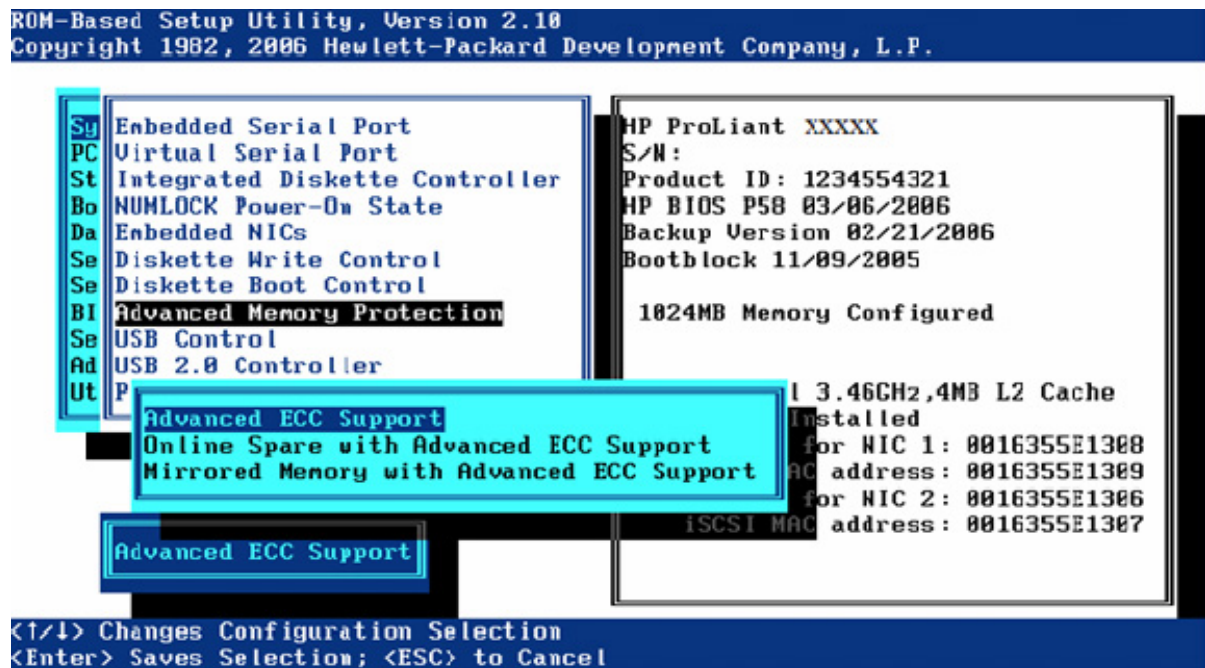 ROM-Based Setup Utility, Version 2.10
Copyright 1982, 2006 Hewlett-Packard Development Company, L.P.
Sy
PC
St
Bo
Da
Se
Se
BI
Se
Ad
Ut
Embedded Serial Port
Virtual Serial Port
Integrated Diskette Controller
NUMLOCK Power-On State
Embedded NICs
Diskette Write Control
Diskette Boot Control
Advanced Memory Protection
USB Control
USB 2.0 Controller
P
Advanced ECC Support
Online Spare with Advanced ECC Support
Mirrored Memory with Advanced ECC Support
Advanced ECC Support
HP ProLiant XXXXX
S/N:
Product ID: 1234554321
HP BIOS P58 03/06/2006
Backup Version 02/21/2006
Bootblock 11/09/2005
1024MB Memory Configured
l 3.46GHz,4MB L2 Cache
Installed
for NIC 1: 0016355E1308
AC address: 0016355E1309
for NIC 2: 0016355E1306
iSCSI MAC address: 0016355E1307
<↑/↓> Changes Configuration Selection
<Enter> Saves Selection; <ESC> to Cancel